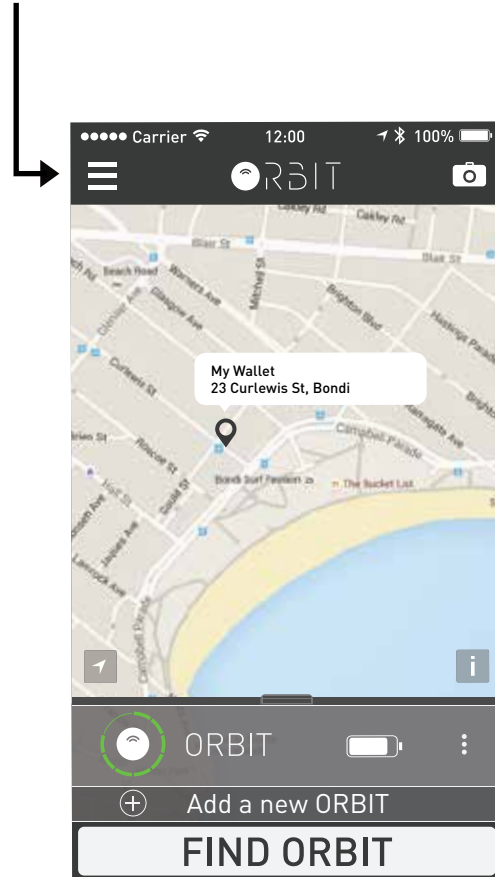 Carrier 12:00 100%
ORBIT
Oakley Rd
Oakley Rd
Blair St
Blair St
Beach Road
Warners Ave
Mitchell St
Glasgow Ave
Glenayr Ave
Brighton Blvd
Hastings Parade
Curlewis St
My Wallet
23 Curlewis St, Bondi
Ramsgate Ave
Campbell Parade
Roscoe St
Gould St
Hall St
Bondi Surf Pavilion
The Bucket List
Jaques Ave
Lamrock Ave
Campbell Parade
i
ORBIT
Add a new ORBIT
FIND ORBIT